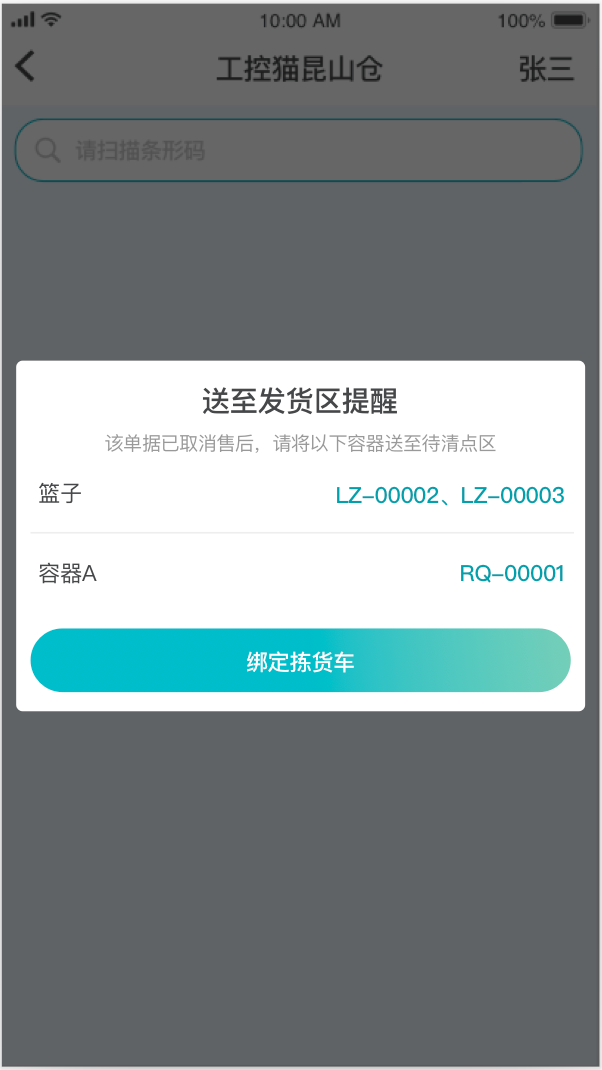 10:00 AM 100%
工控猫昆山仓 张三
请扫描条形码
送至发货区提醒
该单据已取消售后，请将以下容器送至待清点区
篮子 LZ-00002、LZ-00003
容器A RQ-00001
绑定拣货车